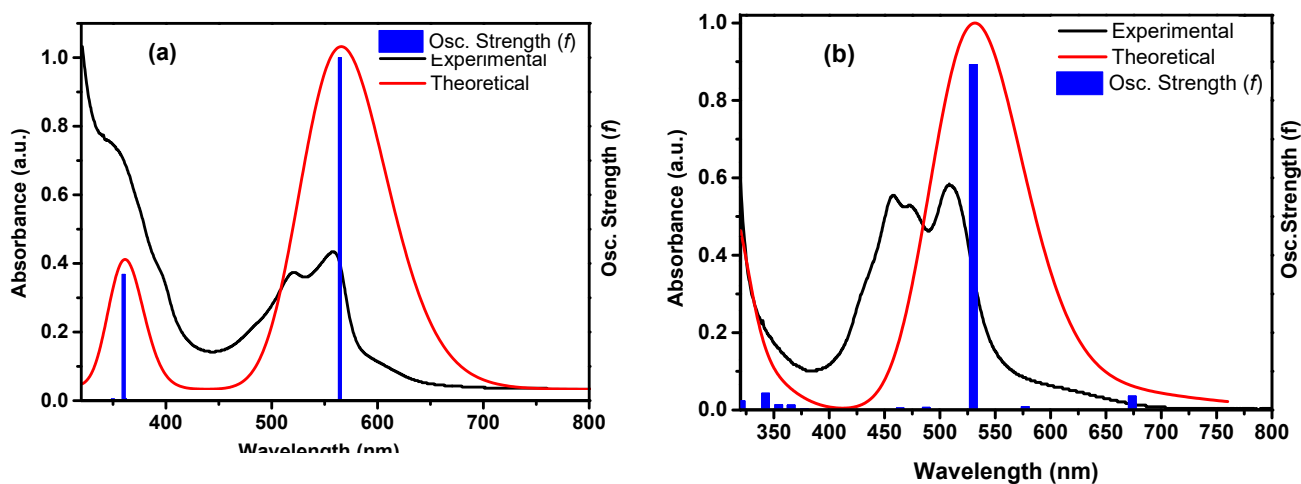 (a)
Osc. Strength (f)
Experimental
Theoretical
1.0
0.8
0.6
0.4
0.2
0.0
Absorbance (a.u.)
Osc. Strength (f)
400
500
600
700
800
Wavelength (nm)
(b)
Experimental
Theoretical
Osc. Strength (f)
1.0
0.8
0.6
0.4
0.2
0.0
Absorbance (a.u.)
Osc.Strength (f)
350
400
450
500
550
600
650
700
750
800
Wavelength (nm)